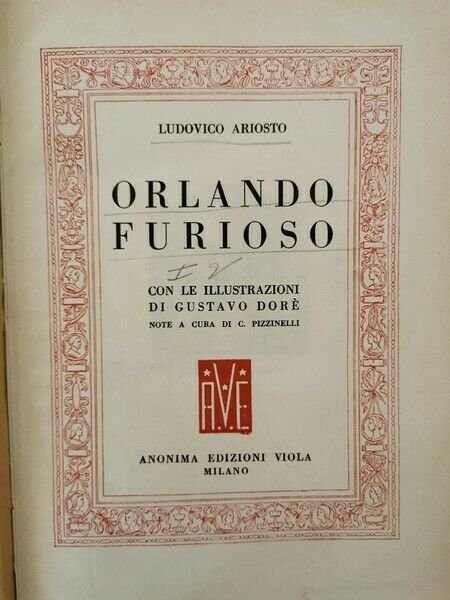 LUDOVICO ARIOSTO
ORLANDO
FURIOSO
I V
CON LE ILLUSTRAZIONI
DI GUSTAVO DORÈ
NOTE A CURA DI C. PIZZINELLI
A.V.E
ANONIMA EDIZIONI VIOLA
MILANO